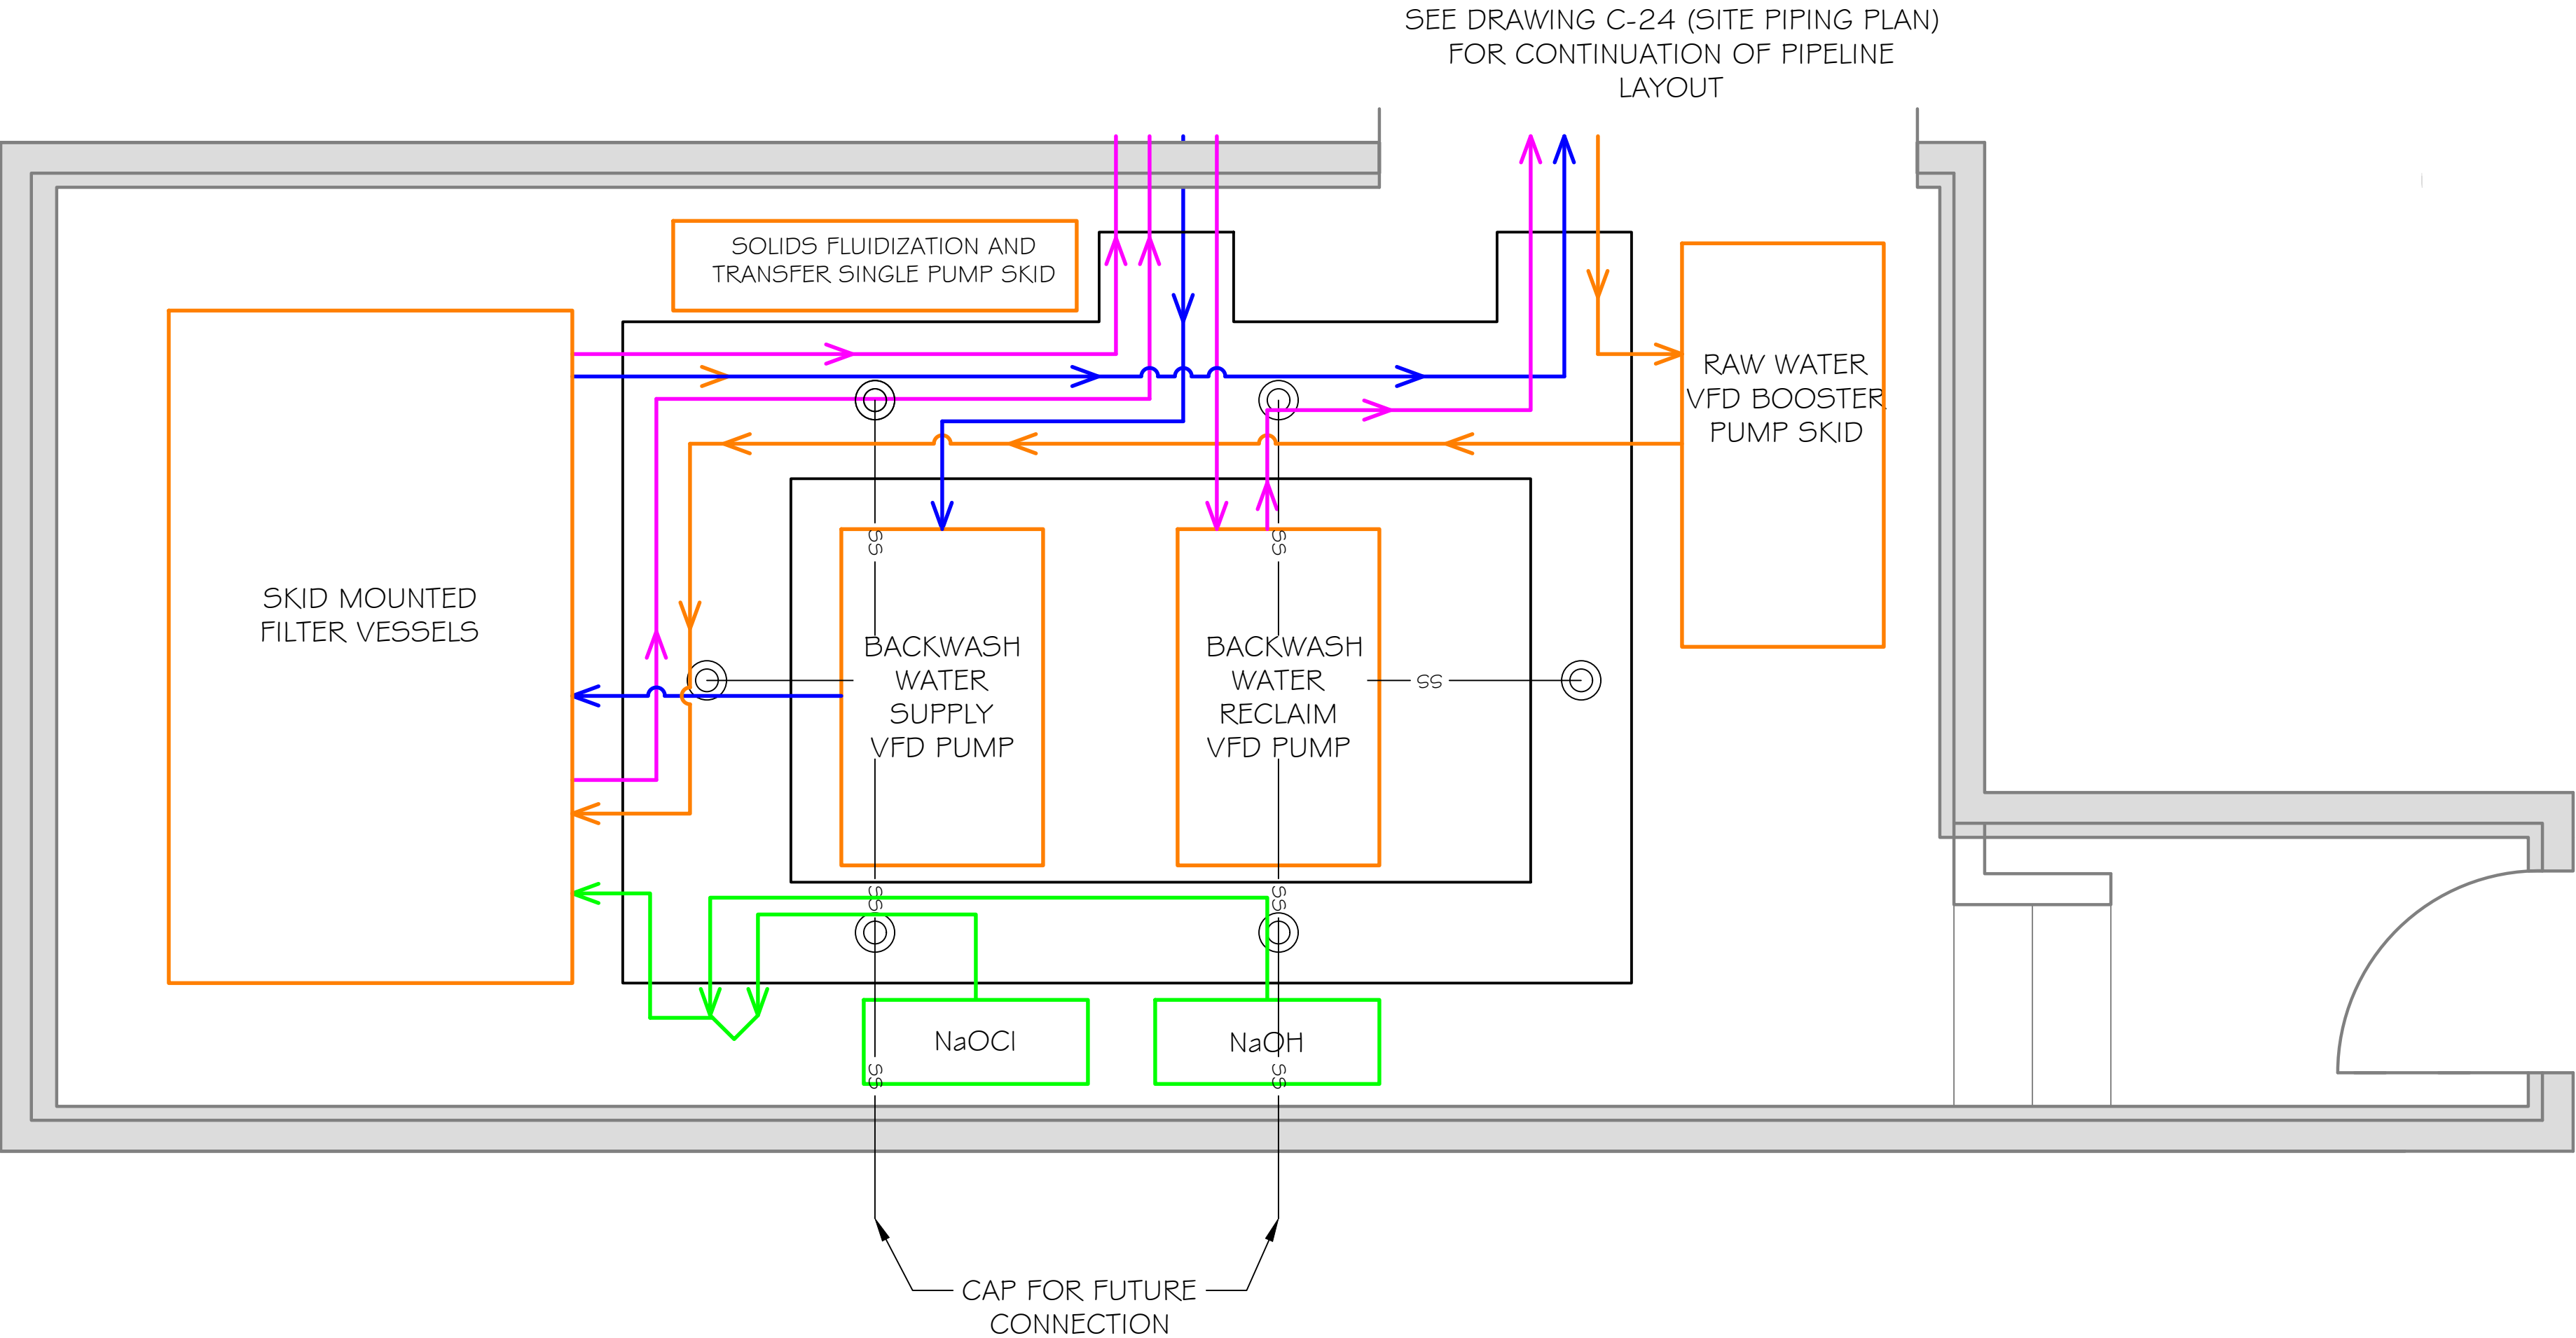 SEE DRAWING C-24 (SITE PIPING PLAN)
FOR CONTINUATION OF PIPELINE
LAYOUT
SOLIDS FLUIDIZATION AND
TRANSFER SINGLE PUMP SKID
RAW WATER
VFD BOOSTER
PUMP SKID
SS
SS
SKID MOUNTED
FILTER VESSELS
BACKWASH
WATER
SUPPLY
VFD PUMP
BACKWASH
WATER
RECLAIM
VFD PUMP
SS
SS
SS
NaOCl
NaOH
SS
SS
CAP FOR FUTURE
CONNECTION